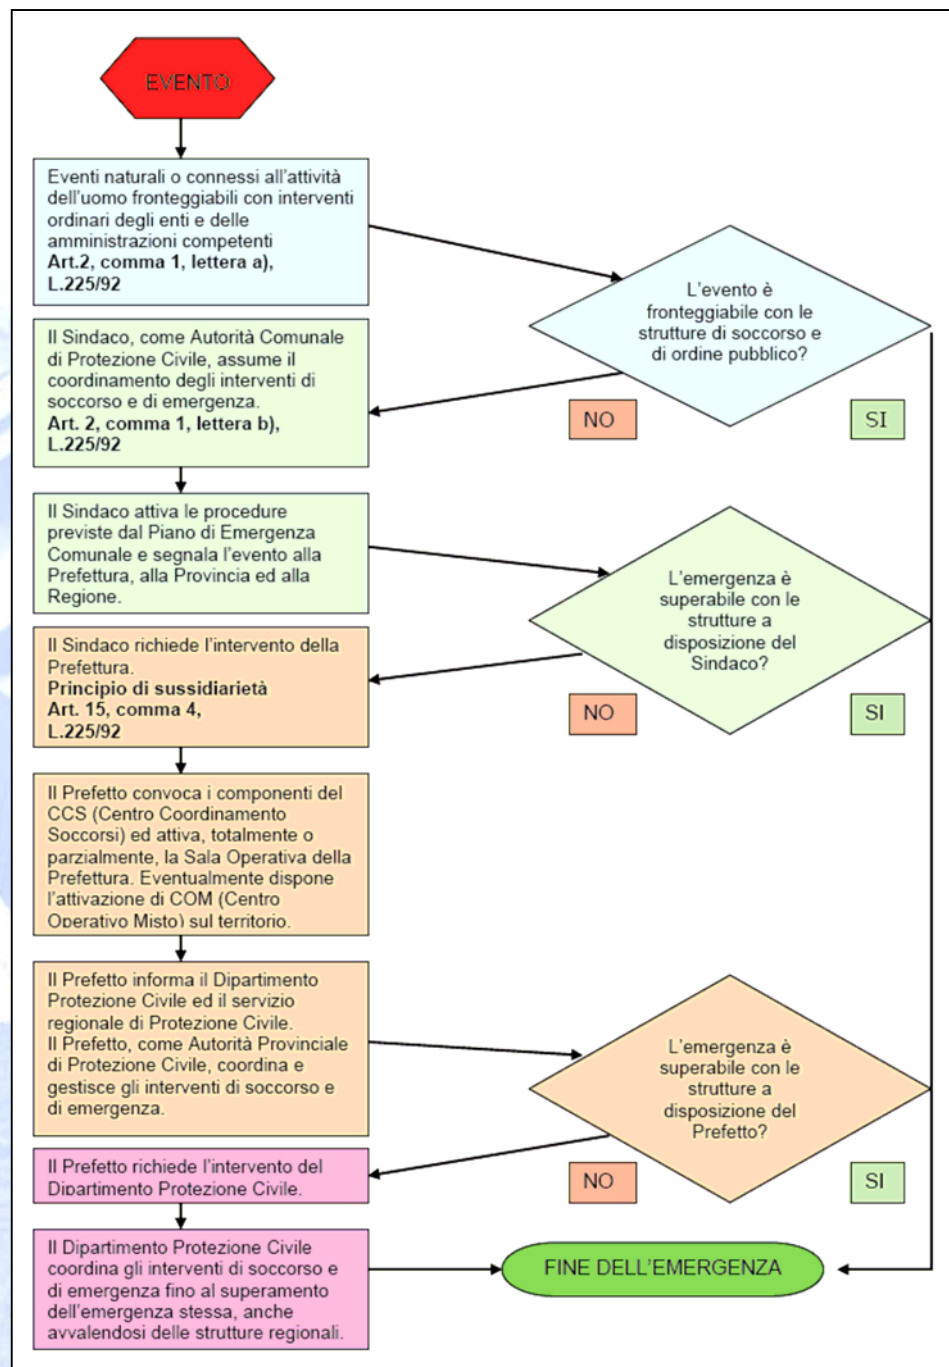 EVENTO
Eventi naturali o connessi all'attività
dell'uomo fronteggiabili con interventi
ordinari degli enti e delle
amministrazioni competenti
Art.2, comma 1, lettera a),
L.225/92
L'evento è
fronteggiabile con le
strutture di soccorso e
di ordine pubblico?
NO
SI
Il Sindaco, come Autorità Comunale
di Protezione Civile, assume il
coordinamento degli interventi di
soccorso e di emergenza.
Art. 2, comma 1, lettera b),
L.225/92
Il Sindaco attiva le procedure
previste dal Piano di Emergenza
Comunale e segnala l'evento alla
Prefettura, alla Provincia ed alla
Regione.
L'emergenza è
superabile con le
strutture a
disposizione del
Sindaco?
NO
SI
Il Sindaco richiede l'intervento della
Prefettura.
Principio di sussidiarietà
Art. 15, comma 4,
L.225/92
Il Prefetto convoca i componenti del
CCS (Centro Coordinamento
Soccorsi) ed attiva, totalmente o
parzialmente, la Sala Operativa della
Prefettura. Eventualmente dispone
l'attivazione di COM (Centro
Operativo Misto) sul territorio.
Il Prefetto informa il Dipartimento
Protezione Civile ed il servizio
regionale di Protezione Civile.
Il Prefetto, come Autorità Provinciale
di Protezione Civile, coordina e
gestisce gli interventi di soccorso e
di emergenza.
L'emergenza è
superabile con le
strutture a
disposizione del
Prefetto?
NO
SI
Il Prefetto richiede l'intervento del
Dipartimento Protezione Civile.
Il Dipartimento Protezione Civile
coordina gli interventi di soccorso e
di emergenza fino al superamento
dell'emergenza stessa, anche
avvalendosi delle strutture regionali.
FINE DELL'EMERGENZA